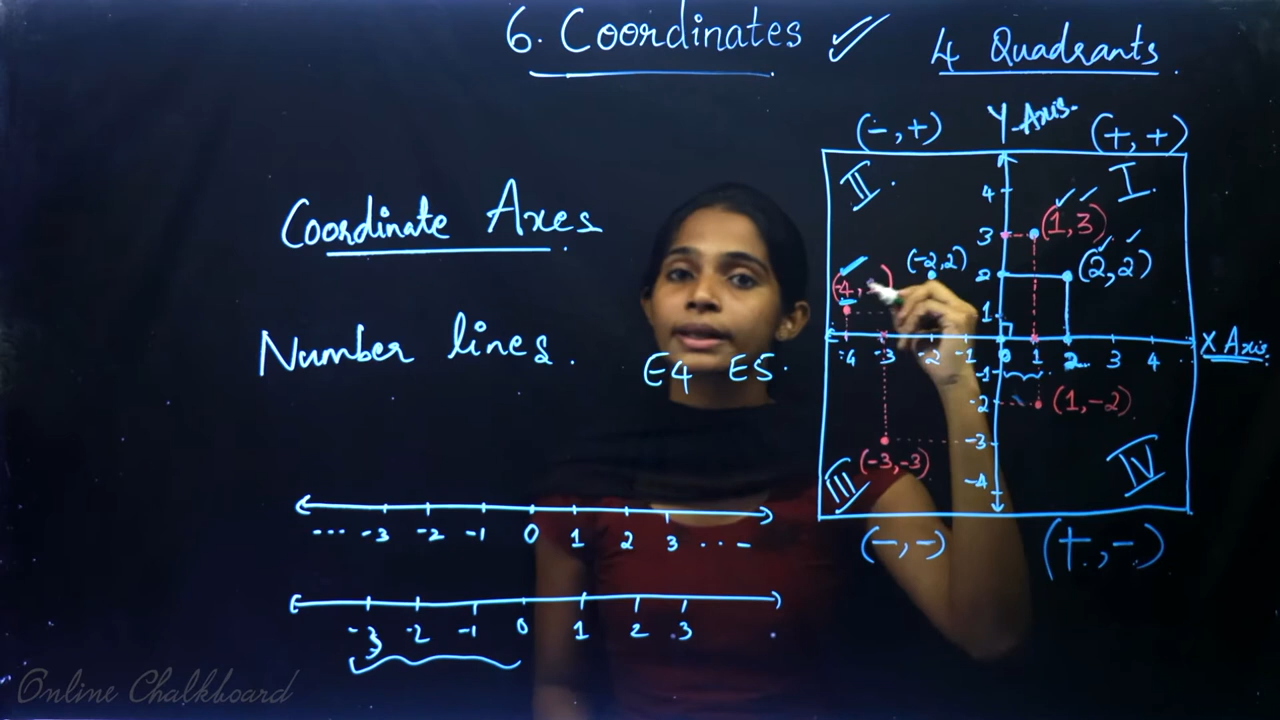 6. Coordinates
4 Quadrants
(-,+) Y-Axis (+,+)
II I
4
Coordinate Axes
3 (1,3)
(-2,2) 2 (2,2)
1
Number lines.
E4 E5.
-4 -3 -2 -1 0 1 2 3 4 X Axis
-1
-2 (1,-2)
-3
(-3,-3)
III -4 IV
(-,-) (+,-)
... -3 -2 -1 0 1 2 3 ...
-3 -2 -1 0 1 2 3
Online Chalkboard